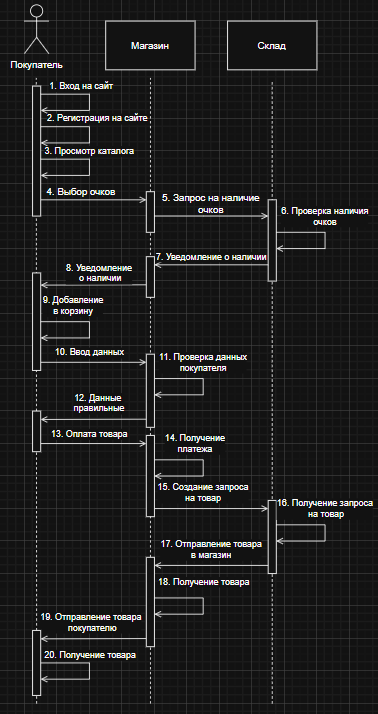 Покупатель
Магазин
Склад
1. Вход на сайт
2. Регистрация на сайте
3. Просмотр каталога
4. Выбор очков
5. Запрос на наличие
очков
6. Проверка наличия
очков
7. Уведомление о наличии
8. Уведомление
о наличии
9. Добавление
в корзину
10. Ввод данных
11. Проверка данных
покупателя
12. Данные
правильные
13. Оплата товара
14. Получение
платежа
15. Создание запроса
на товар
16. Получение запроса
на товар
17. Отправление товара
в магазин
18. Получение товара
19. Отправление товара
покупателю
20. Получение товара